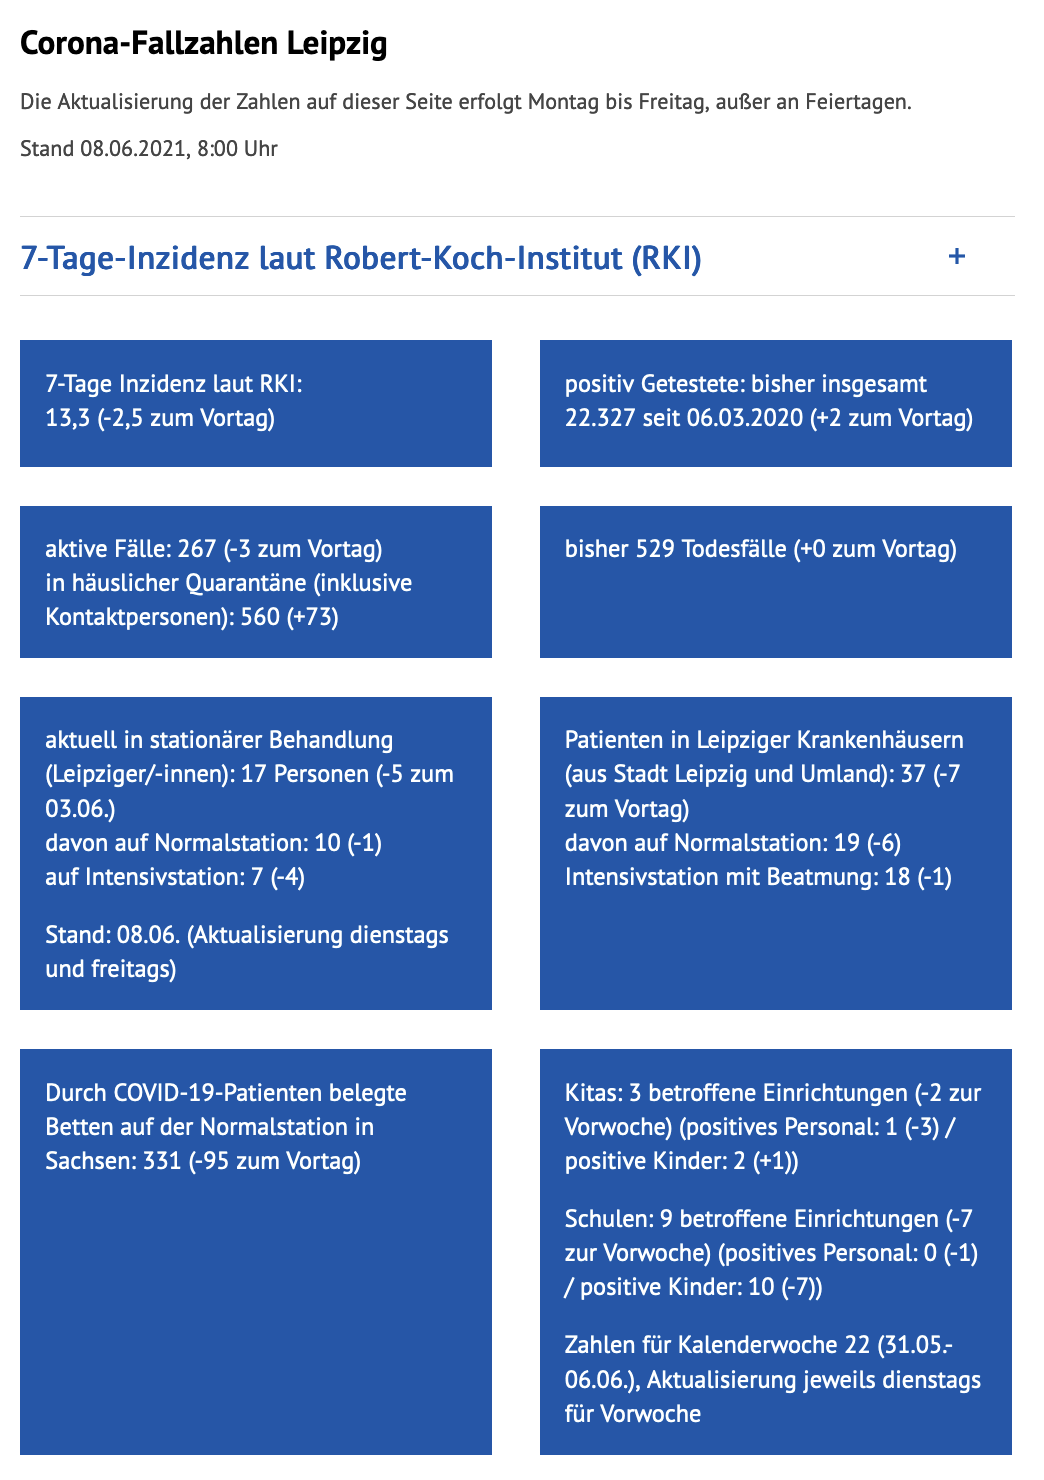 Corona-Fallzahlen Leipzig
Die Aktualisierung der Zahlen auf dieser Seite erfolgt Montag bis Freitag, außer an Feiertagen.
Stand 08.06.2021, 8:00 Uhr
7-Tage-Inzidenz laut Robert-Koch-Institut (RKI) +
7-Tage Inzidenz laut RKI:
13,3 (-2,5 zum Vortag)
positiv Getestete: bisher insgesamt
22.327 seit 06.03.2020 (+2 zum Vortag)
aktive Fälle: 267 (-3 zum Vortag)
in häuslicher Quarantäne (inklusive
Kontaktpersonen): 560 (+73)
bisher 529 Todesfälle (+0 zum Vortag)
aktuell in stationärer Behandlung
(Leipziger/-innen): 17 Personen (-5 zum
03.06.)
davon auf Normalstation: 10 (-1)
auf Intensivstation: 7 (-4)
Stand: 08.06. (Aktualisierung dienstags
und freitags)
Patienten in Leipziger Krankenhäusern
(aus Stadt Leipzig und Umland): 37 (-7
zum Vortag)
davon auf Normalstation: 19 (-6)
Intensivstation mit Beatmung: 18 (-1)
Durch COVID-19-Patienten belegte
Betten auf der Normalstation in
Sachsen: 331 (-95 zum Vortag)
Kitas: 3 betroffene Einrichtungen (-2 zur
Vorwoche) (positives Personal: 1 (-3) /
positive Kinder: 2 (+1))
Schulen: 9 betroffene Einrichtungen (-7
zur Vorwoche) (positives Personal: 0 (-1)
/ positive Kinder: 10 (-7))
Zahlen für Kalenderwoche 22 (31.05.-
06.06.), Aktualisierung jeweils dienstags
für Vorwoche